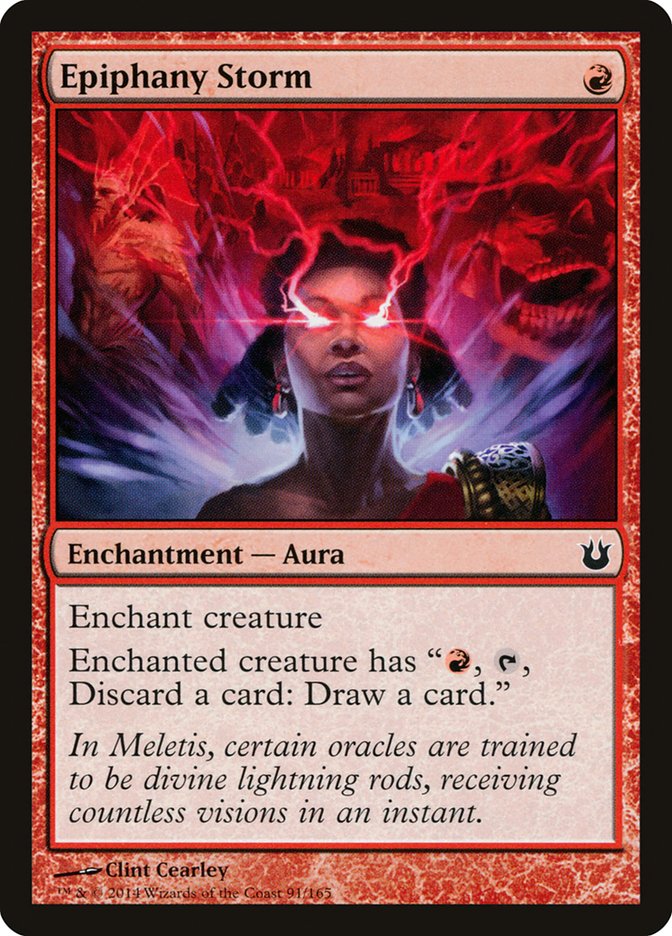 Epiphany Storm
Enchantment — Aura
Enchant creature
Enchanted creature has “, ,
Discard a card: Draw a card.”
In Meletis, certain oracles are trained
to be divine lightning rods, receiving
countless visions in an instant.
Clint Cearley
™ & © 2014 Wizards of the Coast 91/165